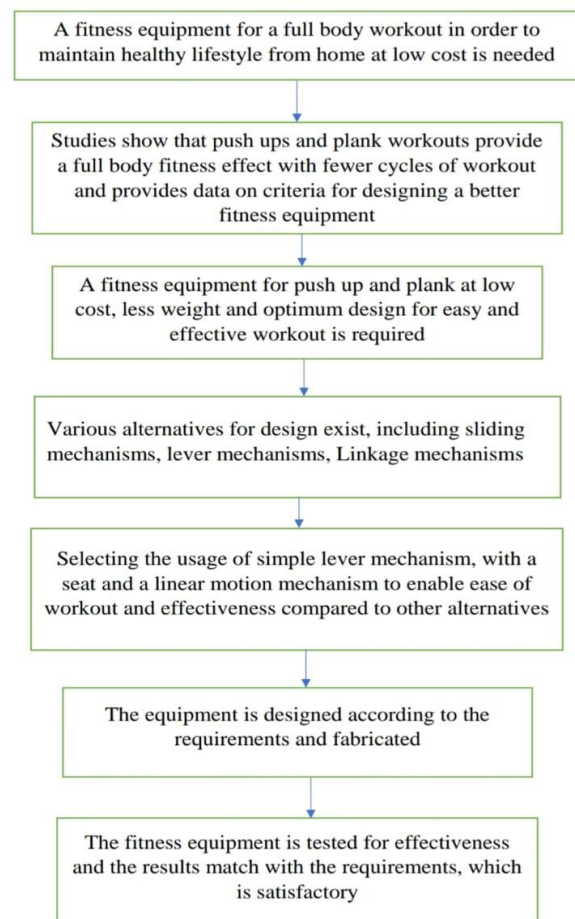 A fitness equipment for a full body workout in order to
maintain healthy lifestyle from home at low cost is needed
Studies show that push ups and plank workouts provide
a full body fitness effect with fewer cycles of workout
and provides data on criteria for designing a better
fitness equipment
A fitness equipment for push up and plank at low
cost, less weight and optimum design for easy and
effective workout is required
Various alternatives for design exist, including sliding
mechanisms, lever mechanisms, Linkage mechanisms
Selecting the usage of simple lever mechanism, with a
seat and a linear motion mechanism to enable ease of
workout and effectiveness compared to other alternatives
The equipment is designed according to the
requirements and fabricated
The fitness equipment is tested for effectiveness
and the results match with the requirements, which
is satisfactory